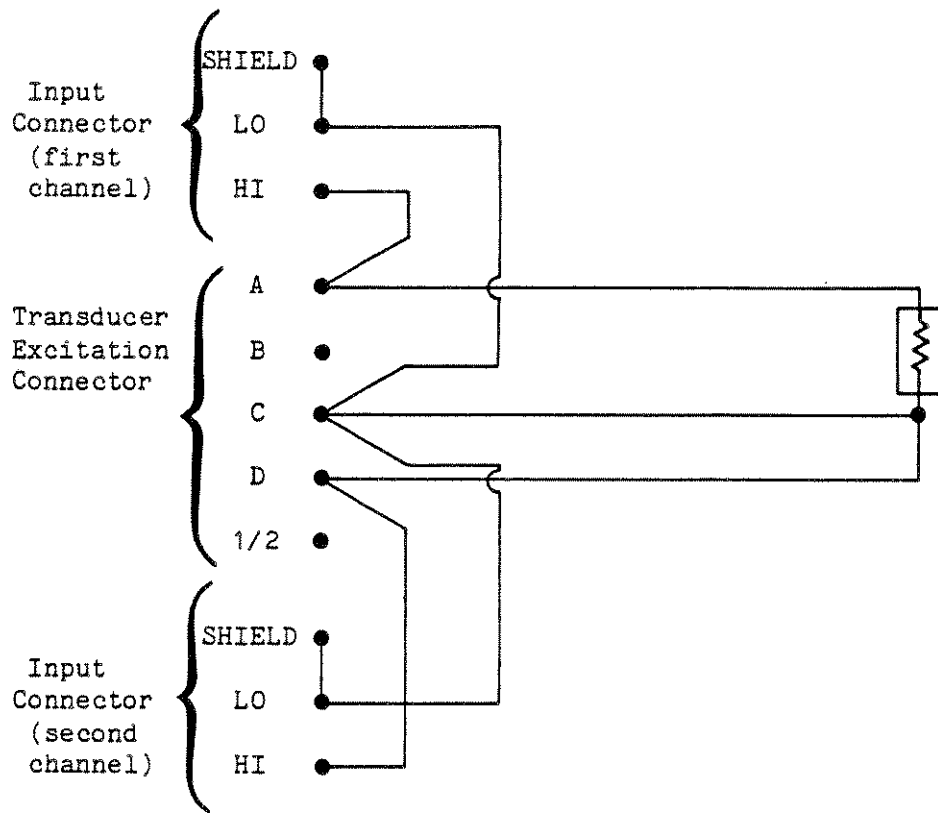 SHIELD
Input
Connector
(first
channel)
LO
HI
Transducer
Excitation
Connector
A
B
C
D
1/2
Input
Connector
(second
channel)
SHIELD
LO
HI